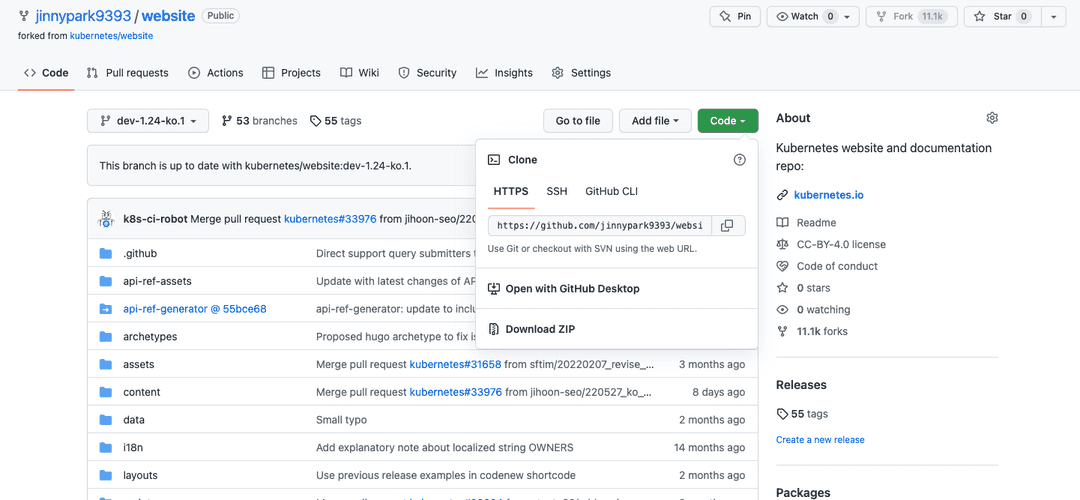 jinnypark9393 / website Public
Pin Watch 0 Fork 11.1k Star 0
forked from kubernetes/website
Code Pull requests Actions Projects Wiki Security Insights Settings
dev-1.24-ko.1 53 branches 55 tags Go to file Add file Code
This branch is up to date with kubernetes/website:dev-1.24-ko.1.
k8s-ci-robot Merge pull request kubernetes#33976 from jihoon-seo/220
.github Direct support query submitters
api-ref-assets Update with latest changes of AP
api-ref-generator @ 55bce68 api-ref-generator: update to inclu
archetypes Proposed hugo archetype to fix is
assets Merge pull request kubernetes#31658 from sftim/20220207_revise_... 3 months ago
content Merge pull request kubernetes#33976 from jihoon-seo/220527_ko_... 8 days ago
data Small typo 2 months ago
i18n Add explanatory note about localized string OWNERS 14 months ago
layouts Use previous release examples in codenew shortcode 2 months ago
Clone
HTTPS SSH GitHub CLI
https://github.com/jinnypark9393/websi
Use Git or checkout with SVN using the web URL.
Open with GitHub Desktop
Download ZIP
About
Kubernetes website and documentation
repo:
kubernetes.io
Readme
CC-BY-4.0 license
Code of conduct
0 stars
0 watching
11.1k forks
Releases
55 tags
Create a new release
Packages